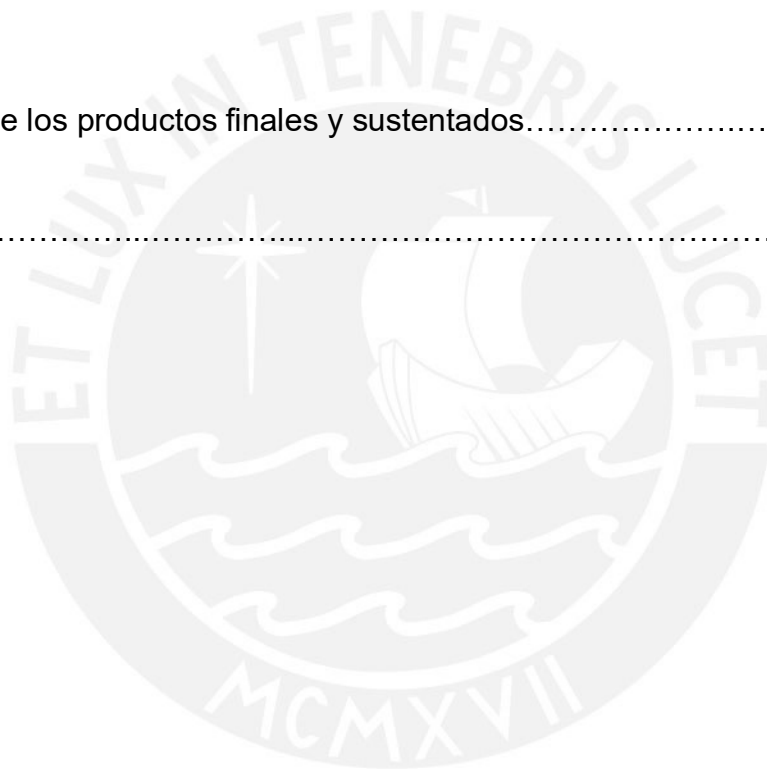 ET LUX IN TENEBRIS LUCET
e los productos finales y sustentados…………………..…
…………...…………...……………………………………
MCMXVII